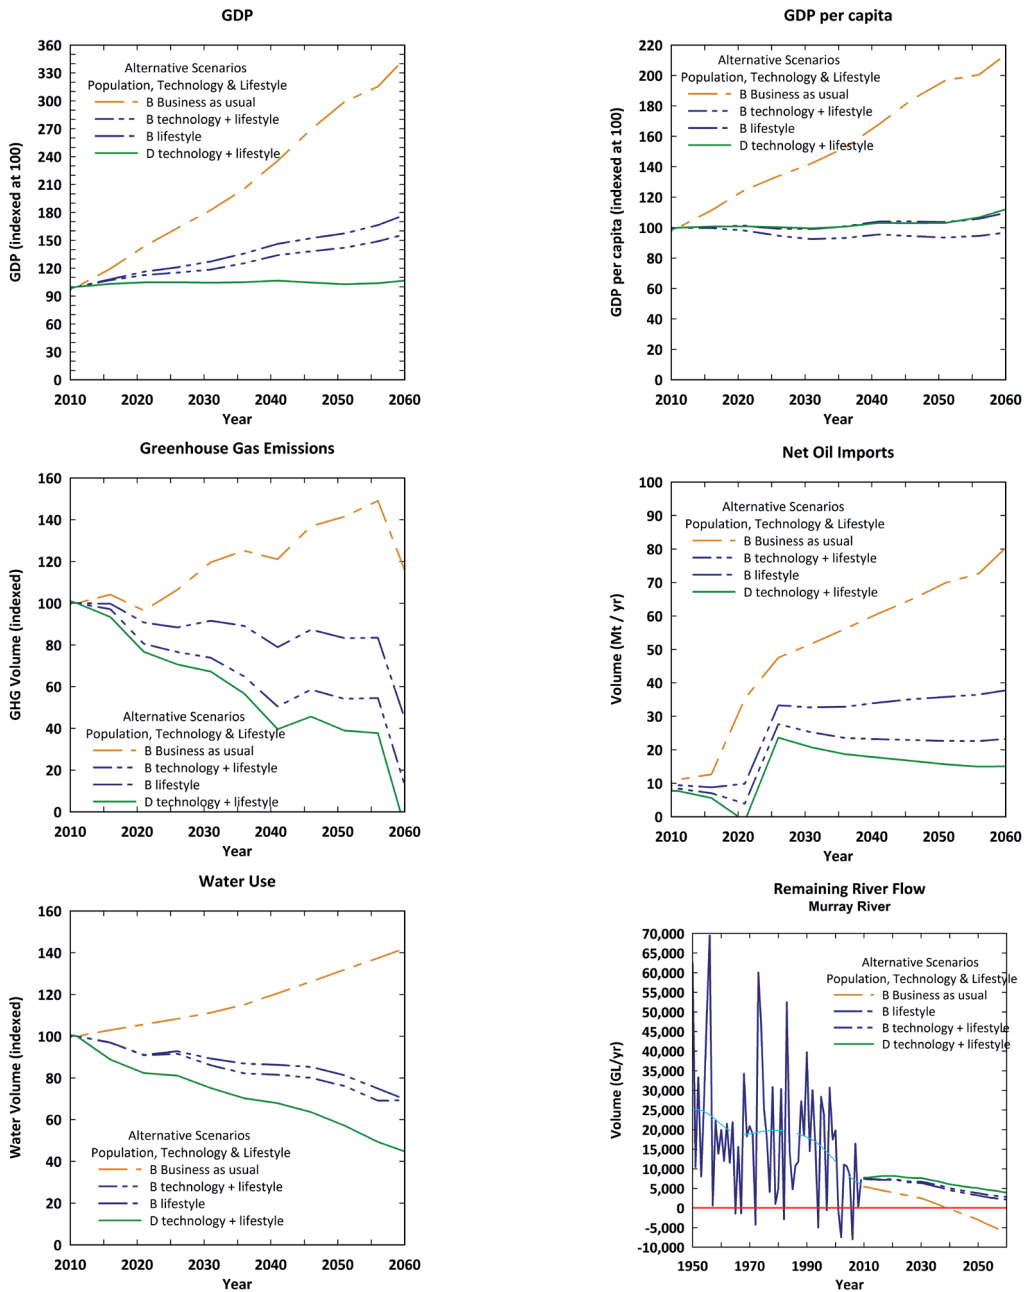 GDP
360
330
300
270
240
210
180
150
120
90
60
30
0
GDP (indexed at 100)
Alternative Scenarios
Population, Technology & Lifestyle
B Business as usual
B technology + lifestyle
B lifestyle
D technology + lifestyle
2010 2020 2030 2040 2050 2060
Year
GDP per capita
220
200
180
160
140
120
100
80
60
40
20
0
GDP per capita (indexed at 100)
Alternative Scenarios
Population, Technology & Lifestyle
B Business as usual
B technology + lifestyle
B lifestyle
D technology + lifestyle
2010 2020 2030 2040 2050 2060
Year
Greenhouse Gas Emissions
160
140
120
100
80
60
40
20
0
GHG Volume (indexed)
Alternative Scenarios
Population, Technology & Lifestyle
B Business as usual
B technology + lifestyle
B lifestyle
D technology + lifestyle
2010 2020 2030 2040 2050 2060
Year
Net Oil Imports
100
90
80
70
60
50
40
30
20
10
0
Volume (Mt / yr)
Alternative Scenarios
Population, Technology & Lifestyle
B Business as usual
B technology + lifestyle
B lifestyle
D technology + lifestyle
2010 2020 2030 2040 2050 2060
Year
Water Use
160
140
120
100
80
60
40
20
0
Water Volume (indexed)
Alternative Scenarios
Population, Technology & Lifestyle
B Business as usual
B technology + lifestyle
B lifestyle
D technology + lifestyle
2010 2020 2030 2040 2050 2060
Year
Remaining River Flow
Murray River
70,000
65,000
60,000
55,000
50,000
45,000
40,000
35,000
30,000
25,000
20,000
15,000
10,000
5,000
0
-5,000
-10,000
Volume (GL/yr)
Alternative Scenarios
Population, Technology & Lifestyle
B Business as usual
B lifestyle
B technology + lifestyle
D technology + lifestyle
1950 1970 1990 2010 2030 2050
Year